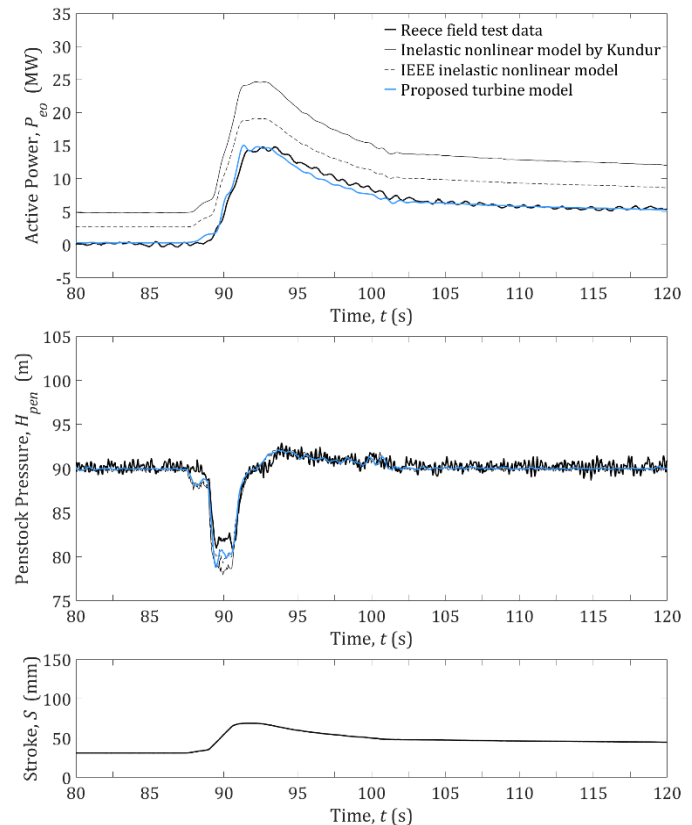 35
30
25
20
15
10
5
0
-5
Active Power, P_eo (MW)
Reece field test data
Inelastic nonlinear model by Kundur
IEEE inelastic nonlinear model
Proposed turbine model
80 85 90 95 100 105 110 115 120
Time, t (s)
105
100
95
90
85
80
75
Penstock Pressure, H_pen (m)
80 85 90 95 100 105 110 115 120
Time, t (s)
150
100
50
0
Stroke, S (mm)
80 85 90 95 100 105 110 115 120
Time, t (s)